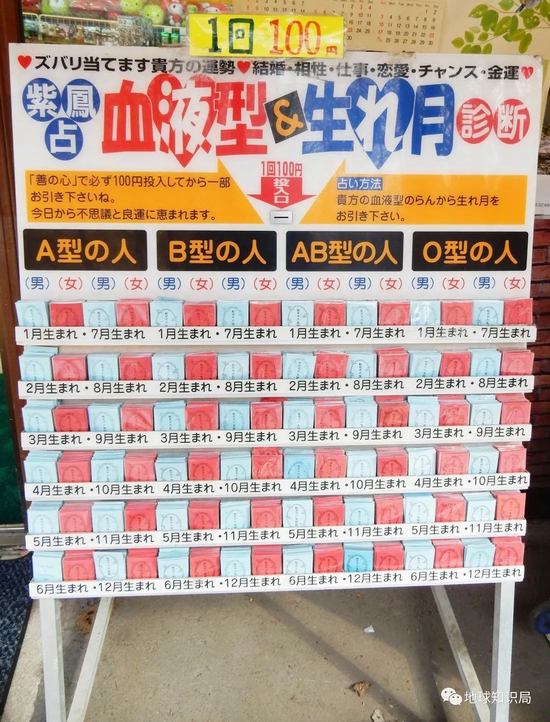 1回100円
♥ズバリ当てます貴方の運勢♥結婚・相性・仕事・恋愛・チャンス・金運♥
紫鳳占
血液型&生れ月診断
1回100円
投入口
「善の心」で必ず100円投入してから一部
お引き下さいね。
今日から不思議と良運に恵まれます。
占い方法
貴方の血液型のらんから生れ月を
お引き下さい。
A型の人 B型の人 AB型の人 O型の人
(男) (女) (男) (女) (男) (女) (男) (女) (男) (女) (男) (女) (男) (女) (男) (女)
1月生まれ・7月生まれ 1月生まれ・7月生まれ 1月生まれ・7月生まれ 1月生まれ・7月生まれ
2月生まれ・8月生まれ 2月生まれ・8月生まれ 2月生まれ・8月生まれ 2月生まれ・8月生まれ
3月生まれ・9月生まれ 3月生まれ・9月生まれ 3月生まれ・9月生まれ 3月生まれ・9月生まれ
4月生まれ・10月生まれ 4月生まれ・10月生まれ 4月生まれ・10月生まれ 4月生まれ・10月生まれ
5月生まれ・11月生まれ 5月生まれ・11月生まれ 5月生まれ・11月生まれ 5月生まれ・11月生まれ
6月生まれ・12月生まれ 6月生まれ・12月生まれ 6月生まれ・12月生まれ 6月生まれ・12月生まれ
地球知识局